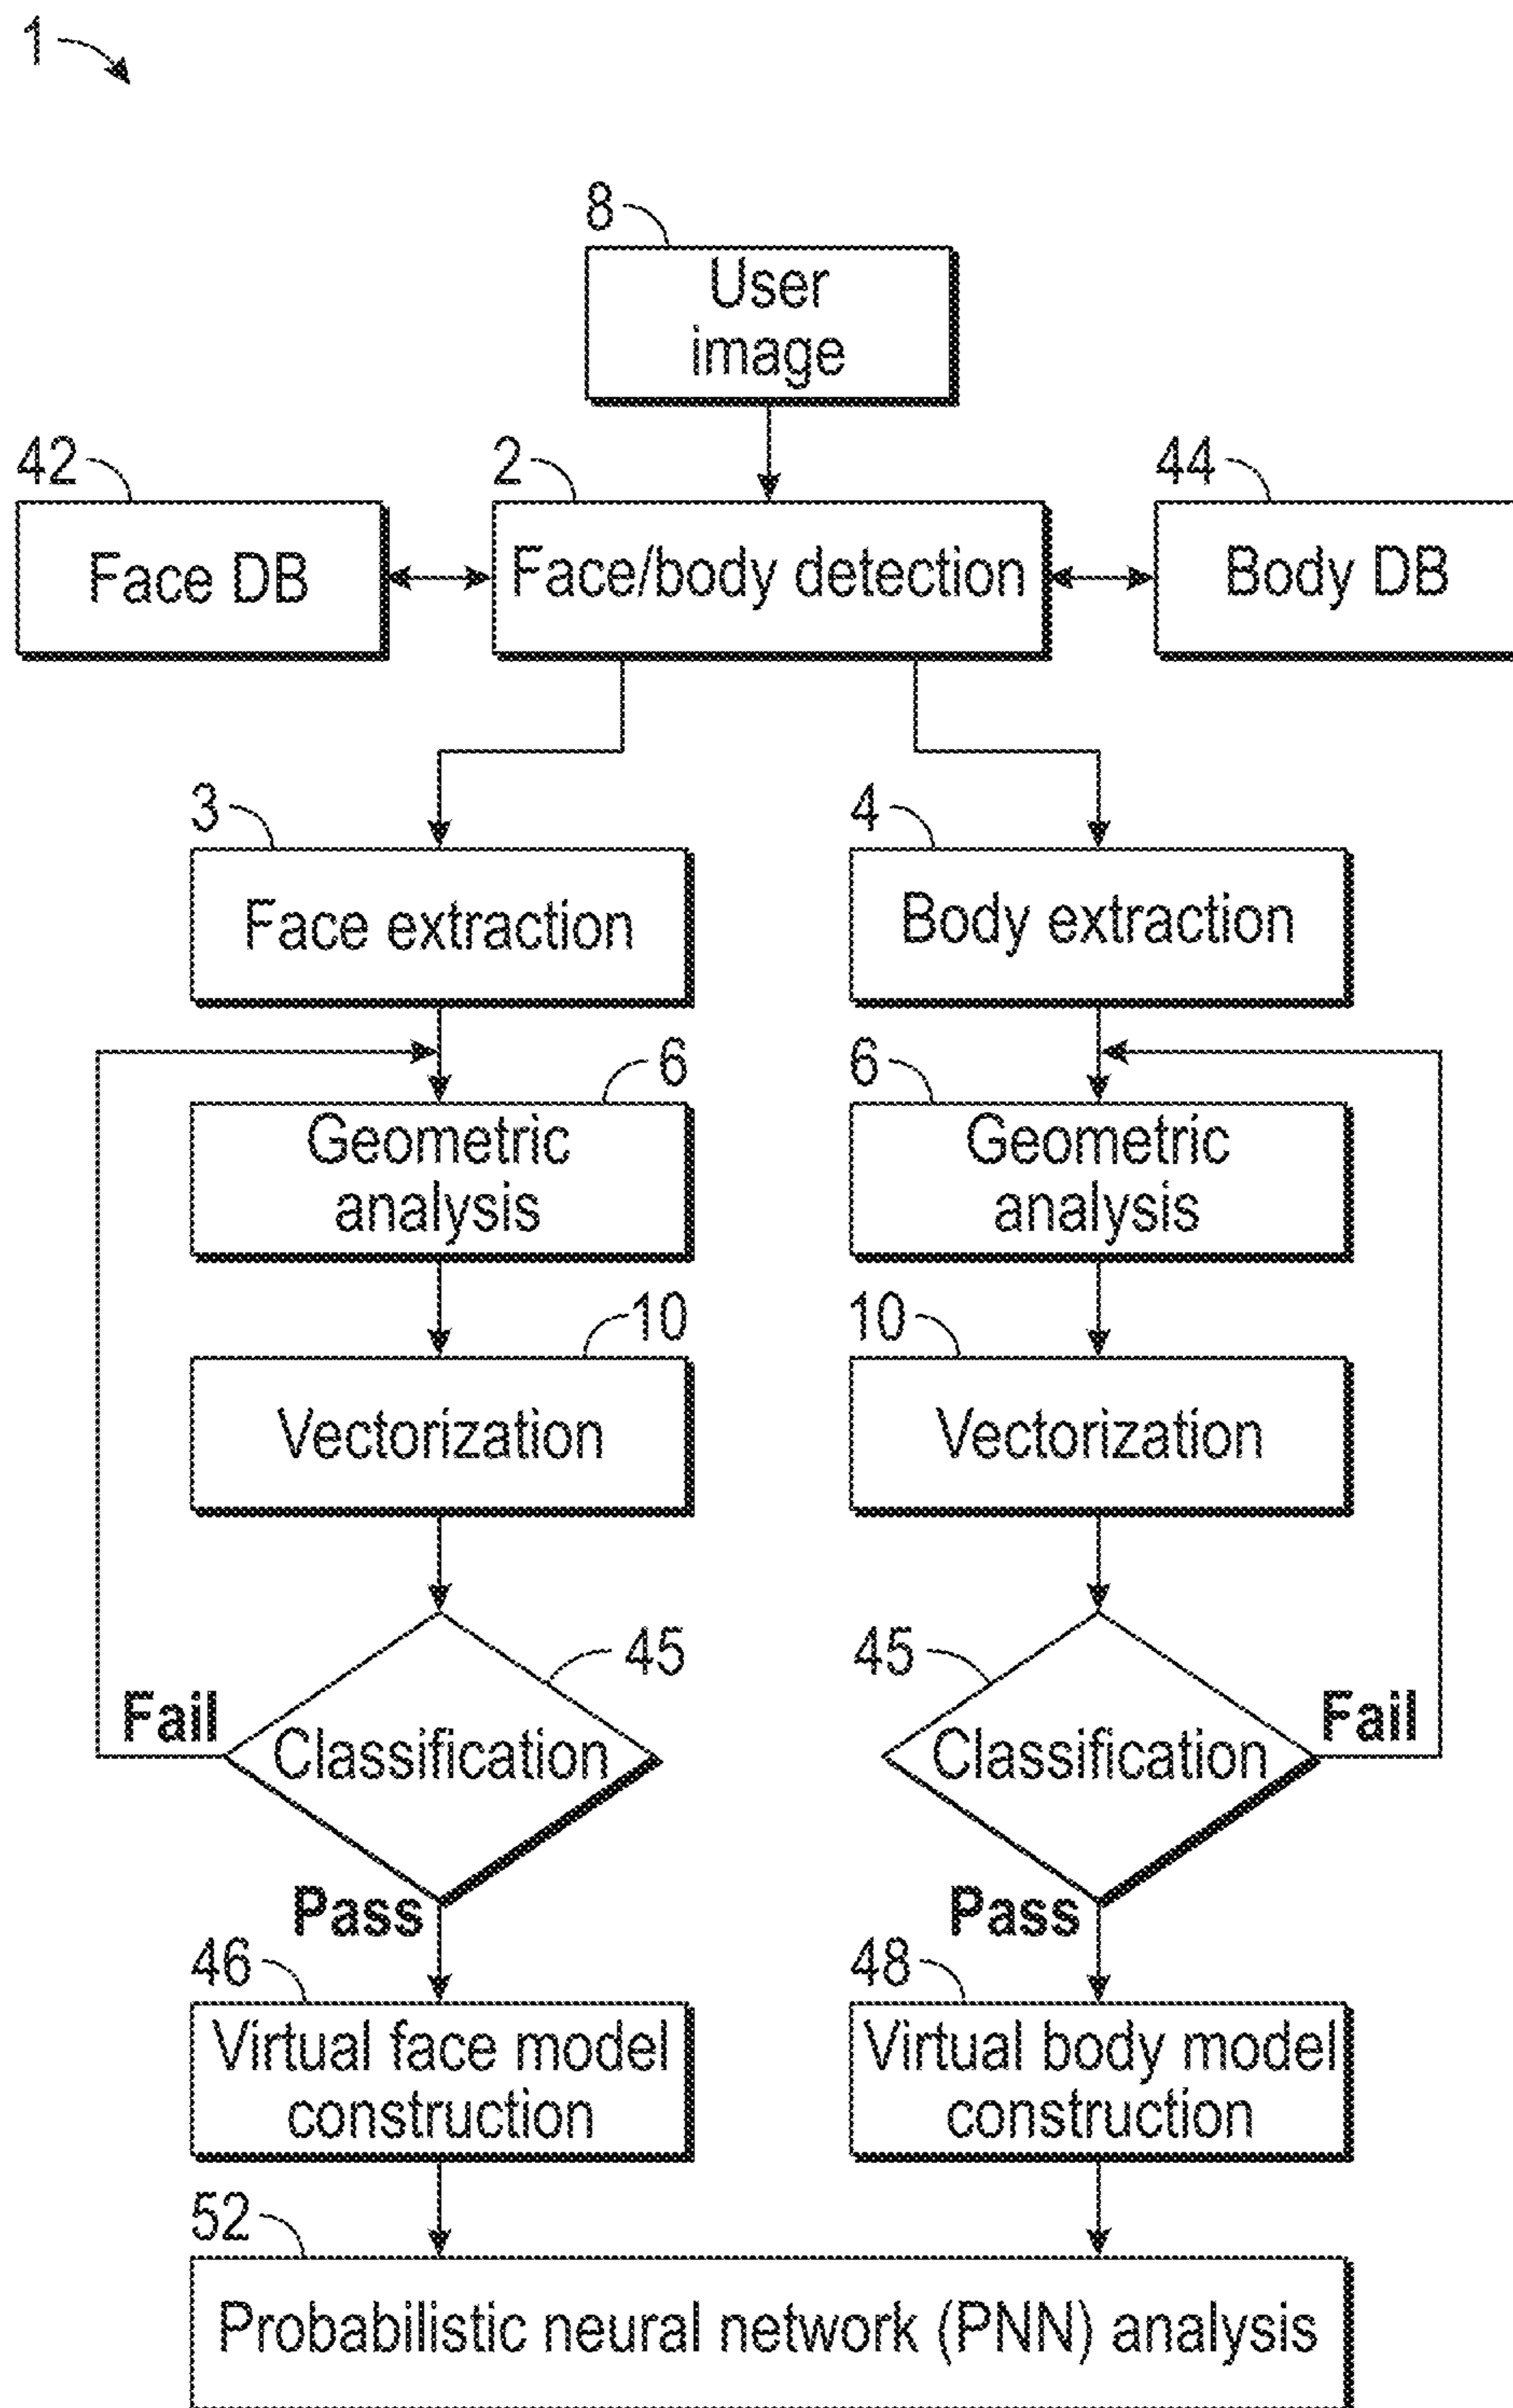 1
8
User
image
42
2
44
Face DB
Face/body detection
Body DB
3
4
Face extraction
Body extraction
6
6
Geometric
analysis
Geometric
analysis
10
10
Vectorization
Vectorization
45
45
Fail
Classification
Classification
Fail
Pass
Pass
46
48
Virtual face model
construction
Virtual body model
construction
52
Probabilistic neural network (PNN) analysis